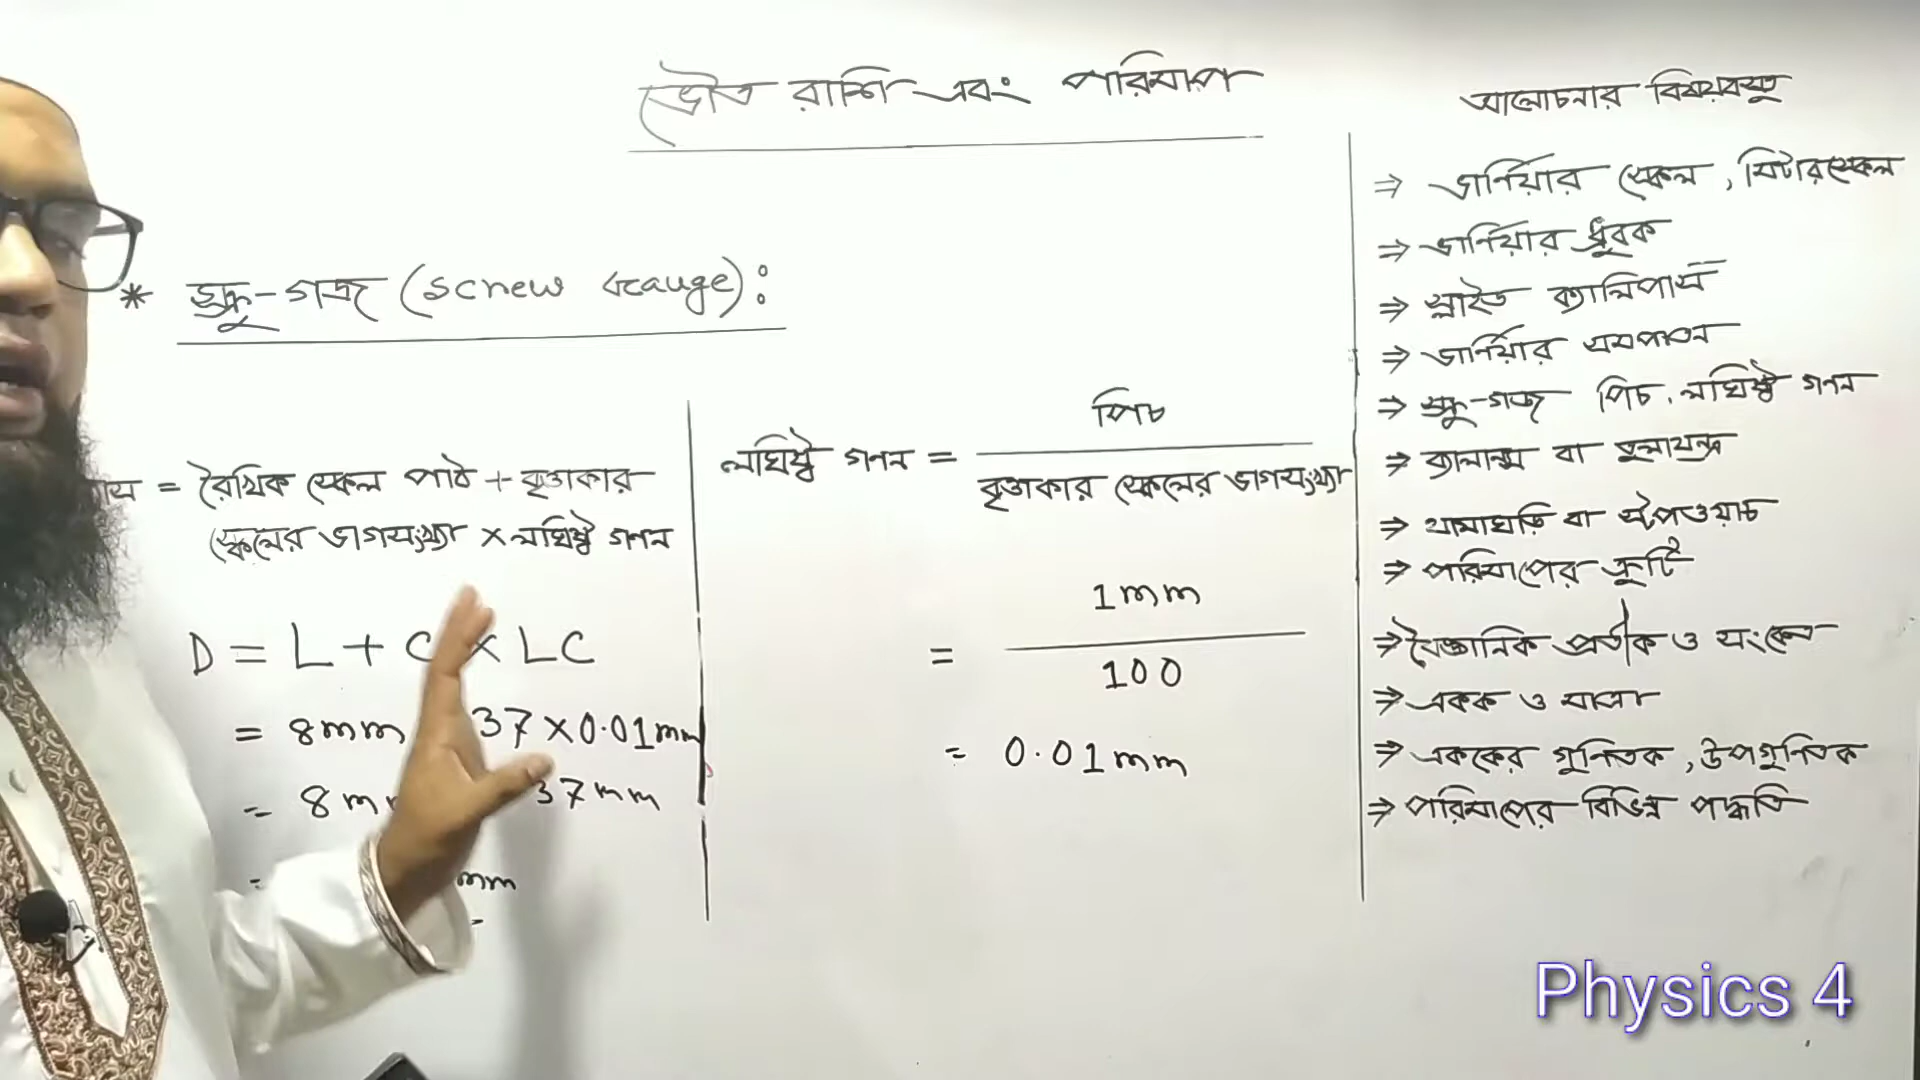 ভৌত রাশি এবং পরিমাপ
* স্ক্রু-গজ (screw gauge):
= রৈখিক স্কেল পাঠ + বৃত্তাকার
স্কেলের ভাগসংখ্যা × লঘিষ্ঠ গণন
D = L + C × LC
= 8mm 37 × 0.01mm
= 8m 37mm
= mm
=
লঘিষ্ঠ গণন = পিচ
বৃত্তাকার স্কেলের ভাগসংখ্যা
= 1mm
100
= 0.01mm
আলোচনার বিষয়বস্তু
⇒ ভার্নিয়ার স্কেল, মিটারস্কেল
⇒ ভার্নিয়ার ধ্রুবক
⇒ স্লাইড ক্যালিপার্স
⇒ ভার্নিয়ার সমপাতন
⇒ স্ক্রু-গজ পিচ, লঘিষ্ঠ গণন
⇒ ব্যালান্স বা তুলাযন্ত্র
⇒ থামাঘড়ি বা স্টপওয়াচ
⇒ পরিমাপের ত্রুটি
⇒ বৈজ্ঞানিক প্রতীক ও সংকেত
⇒ একক ও মাত্রা
⇒ এককের গুণিতক, উপগুণিতক
⇒ পরিমাপের বিভিন্ন পদ্ধতি
Physics 4